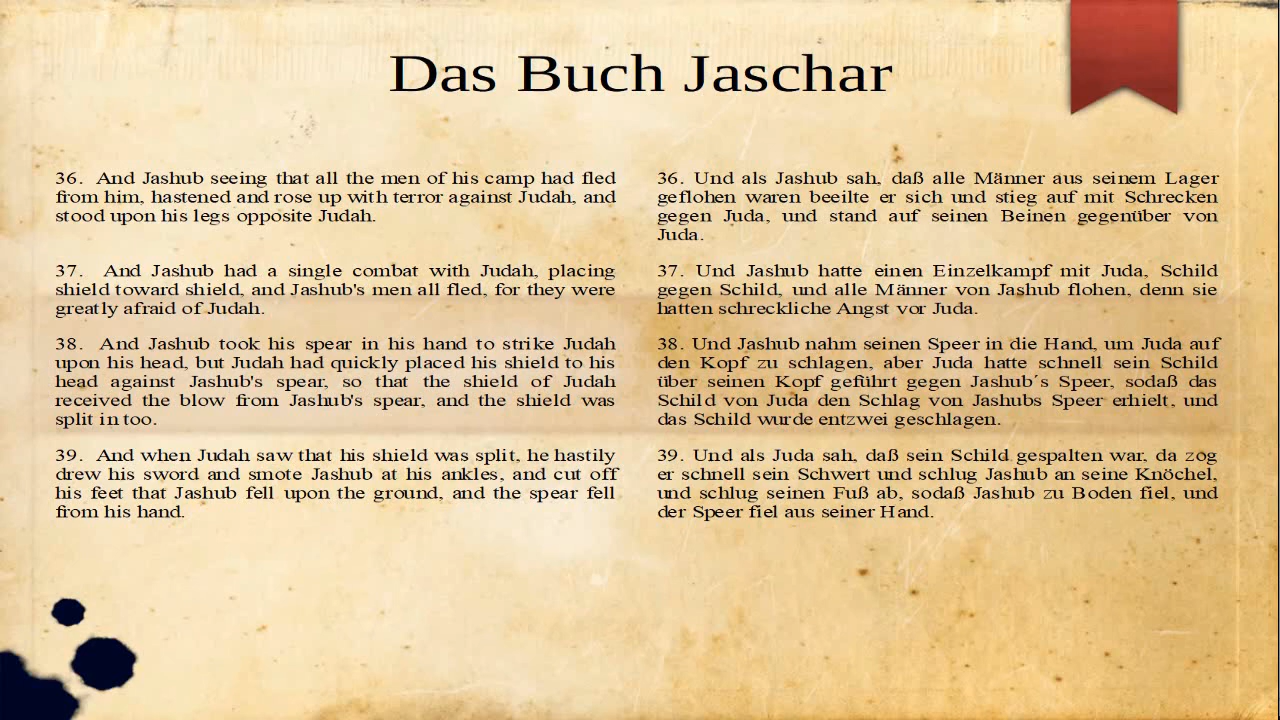 Das Buch Jaschar
36. And Jashub seeing that all the men of his camp had fled
from him, hastened and rose up with terror against Judah, and
stood upon his legs opposite Judah.
37. And Jashub had a single combat with Judah, placing
shield toward shield, and Jashub's men all fled, for they were
greatly afraid of Judah.
38. And Jashub took his spear in his hand to strike Judah
upon his head, but Judah had quickly placed his shield to his
head against Jashub's spear, so that the shield of Judah
received the blow from Jashub's spear, and the shield was
split in too.
39. And when Judah saw that his shield was split, he hastily
drew his sword and smote Jashub at his ankles, and cut off
his feet that Jashub fell upon the ground, and the spear fell
from his hand.
36. Und als Jashub sah, daß alle Männer aus seinem Lager
geflohen waren beeilte er sich und stieg auf mit Schrecken
gegen Juda, und stand auf seinen Beinen gegenüber von
Juda.
37. Und Jashub hatte einen Einzelkampf mit Juda, Schild
gegen Schild, und alle Männer von Jashub flohen, denn sie
hatten schreckliche Angst vor Juda.
38. Und Jashub nahm seinen Speer in die Hand, um Juda auf
den Kopf zu schlagen, aber Juda hatte schnell sein Schild
über seinen Kopf geführt gegen Jashub´s Speer, sodaß das
Schild von Juda den Schlag von Jashubs Speer erhielt, und
das Schild wurde entzwei geschlagen.
39. Und als Juda sah, daß sein Schild gespalten war, da zog
er schnell sein Schwert und schlug Jashub an seine Knöchel,
und schlug seinen Fuß ab, sodaß Jashub zu Boden fiel, und
der Speer fiel aus seiner Hand.